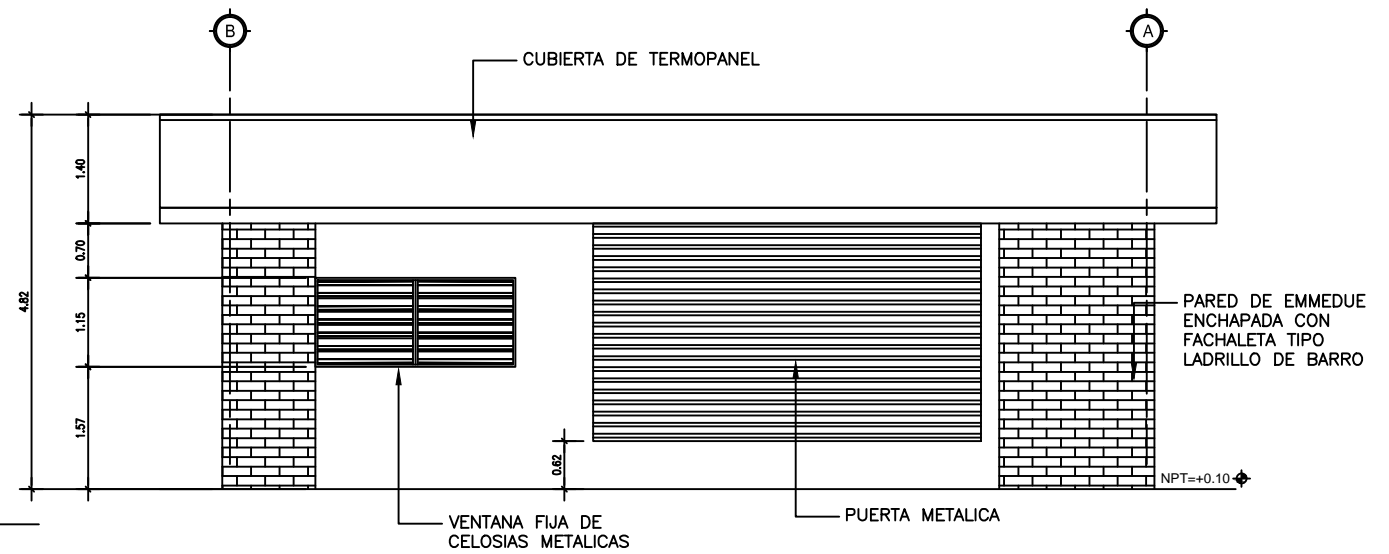 B
A
CUBIERTA DE TERMOPANEL
1.40
0.70
4.82
1.15
1.57
0.62
PARED DE EMMEDUE
ENCHAPADA CON
FACHALETA TIPO
LADRILLO DE BARRO
NPT=+0.10
VENTANA FIJA DE
CELOSIAS METALICAS
PUERTA METALICA